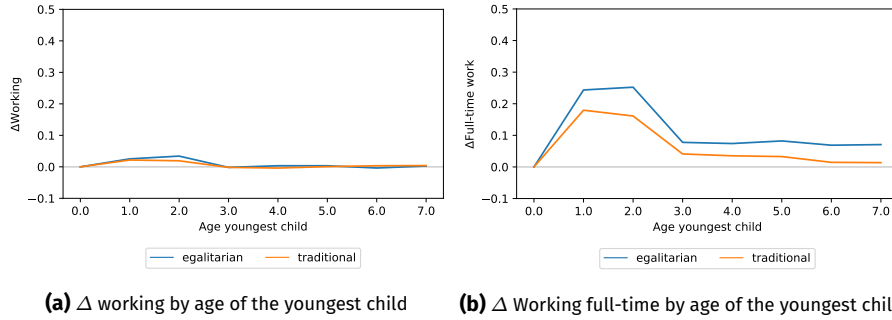 0.5
0.4
0.3
0.2
0.1
0.0
−0.1
ΔWorking
0.0 1.0 2.0 3.0 4.0 5.0 6.0 7.0
Age youngest child
egalitarian traditional
(a) Δ working by age of the youngest child
0.5
0.4
0.3
0.2
0.1
0.0
−0.1
ΔFull-time work
0.0 1.0 2.0 3.0 4.0 5.0 6.0 7.0
Age youngest child
egalitarian traditional
(b) Δ Working full-time by age of the youngest chil